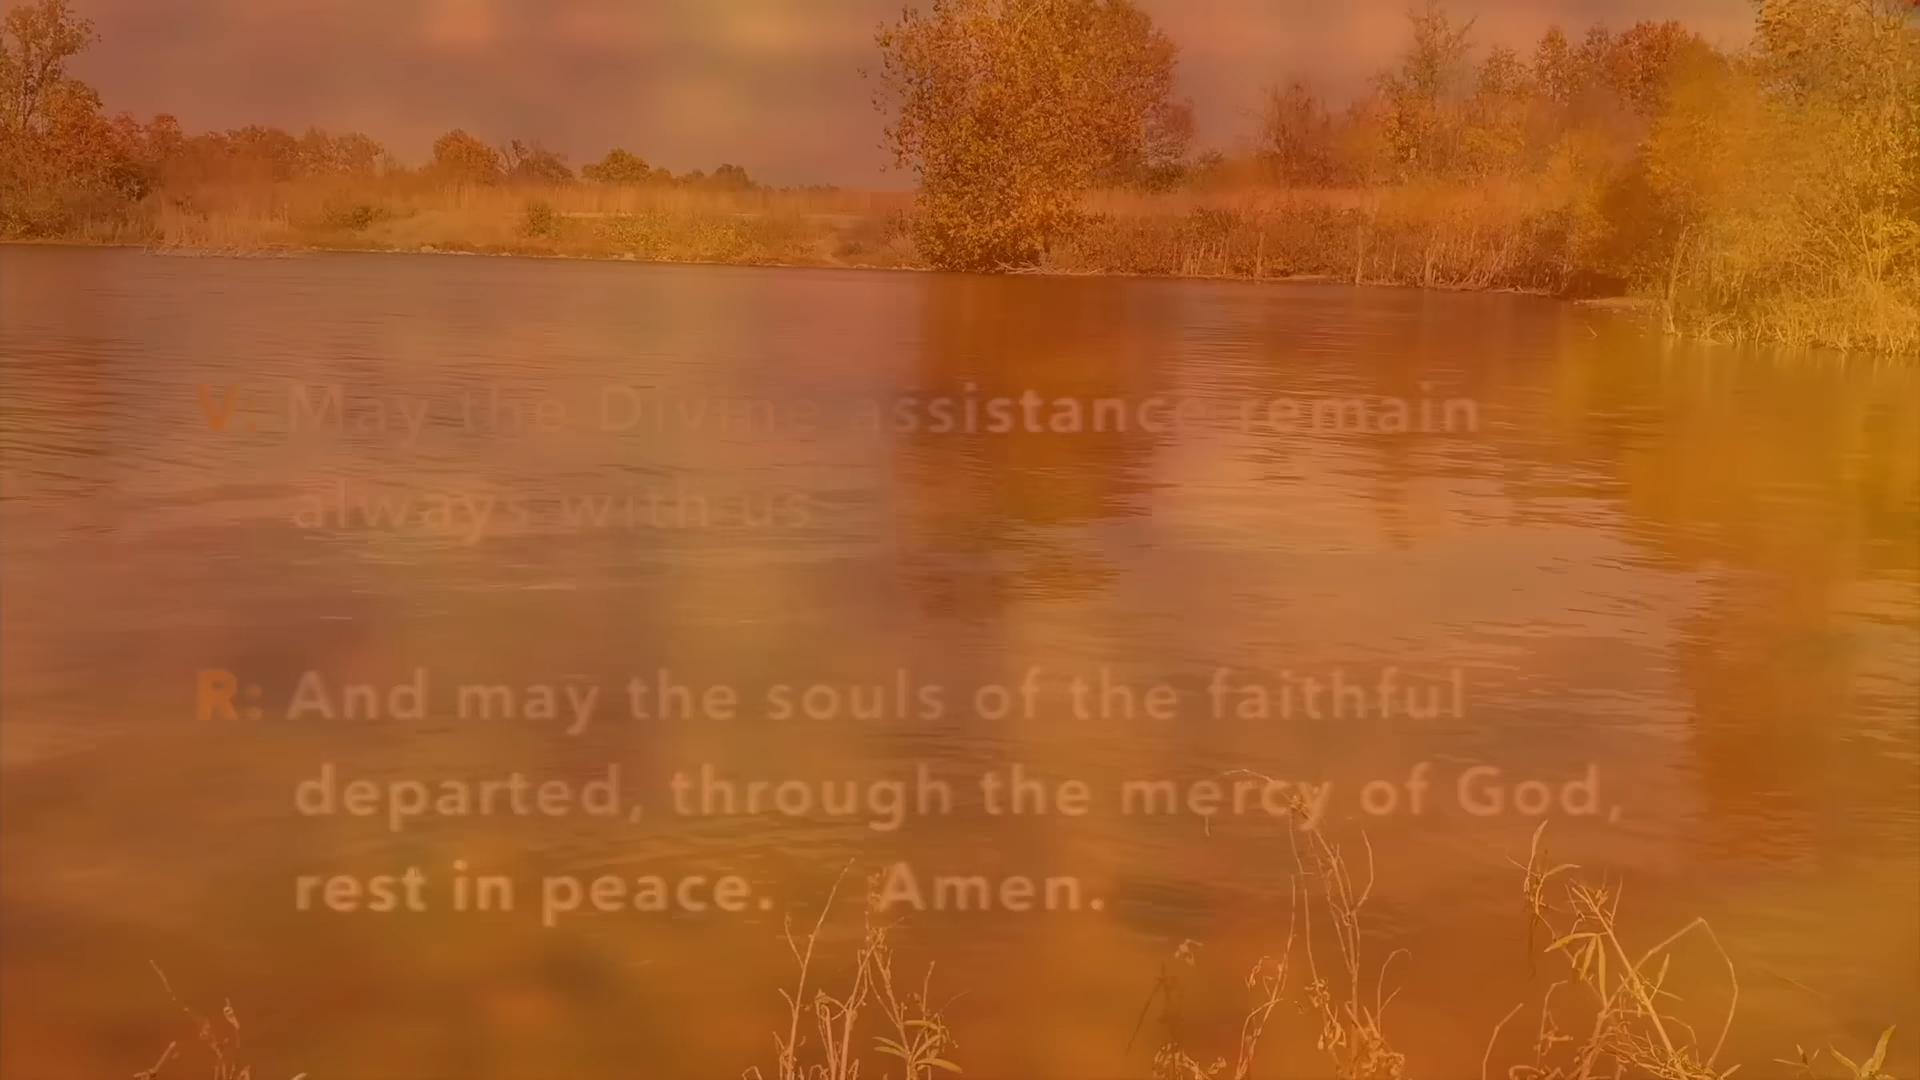 V. May the Divine assistance remain
always with us
R: And may the souls of the faithful
departed, through the mercy of God,
rest in peace. Amen.